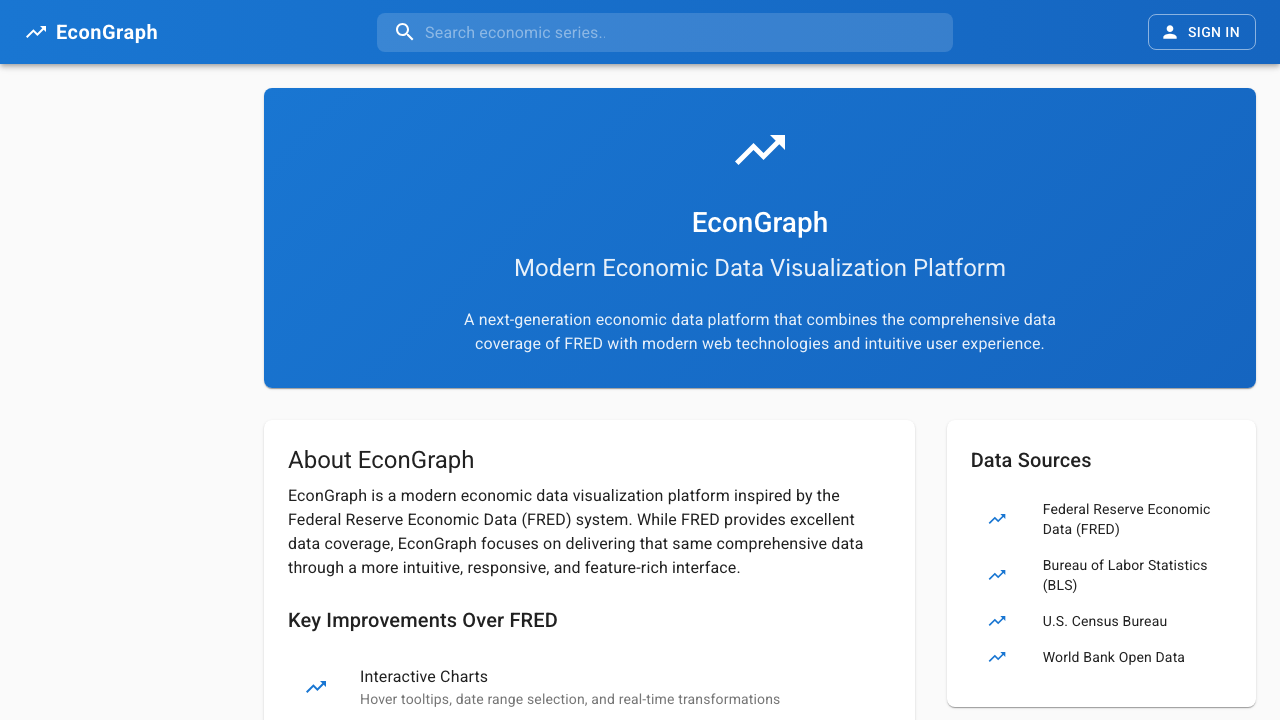 EconGraph
Search economic series..
SIGN IN
EconGraph
Modern Economic Data Visualization Platform
A next-generation economic data platform that combines the comprehensive data
coverage of FRED with modern web technologies and intuitive user experience.
About EconGraph
EconGraph is a modern economic data visualization platform inspired by the
Federal Reserve Economic Data (FRED) system. While FRED provides excellent
data coverage, EconGraph focuses on delivering that same comprehensive data
through a more intuitive, responsive, and feature-rich interface.
Key Improvements Over FRED
Interactive Charts
Hover tooltips, date range selection, and real-time transformations
Data Sources
Federal Reserve Economic
Data (FRED)
Bureau of Labor Statistics
(BLS)
U.S. Census Bureau
World Bank Open Data